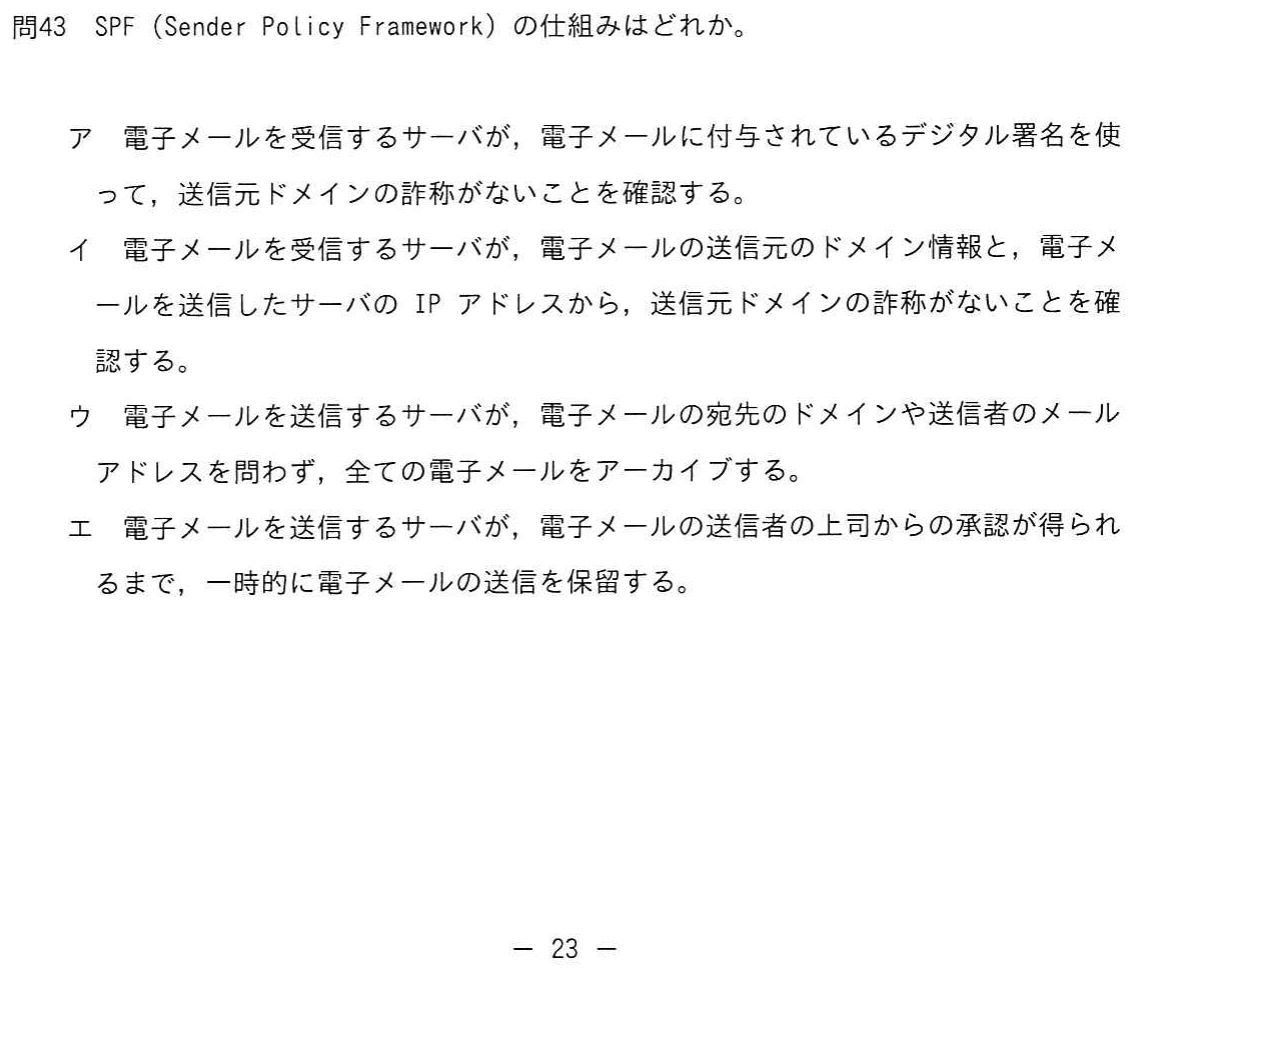 問43 SPF (Sender Policy Framework) の仕組みはどれか。
ア 電子メールを受信するサーバが，電子メールに付与されているデジタル署名を使
って，送信元ドメインの詐称がないことを確認する。
イ 電子メールを受信するサーバが，電子メールの送信元のドメイン情報と，電子メ
ールを送信したサーバの IP アドレスから，送信元ドメインの詐称がないことを確
認する。
ウ 電子メールを送信するサーバが，電子メールの宛先のドメインや送信者のメール
アドレスを問わず，全ての電子メールをアーカイブする。
エ 電子メールを送信するサーバが，電子メールの送信者の上司からの承認が得られ
るまで，一時的に電子メールの送信を保留する。
－ 23 －